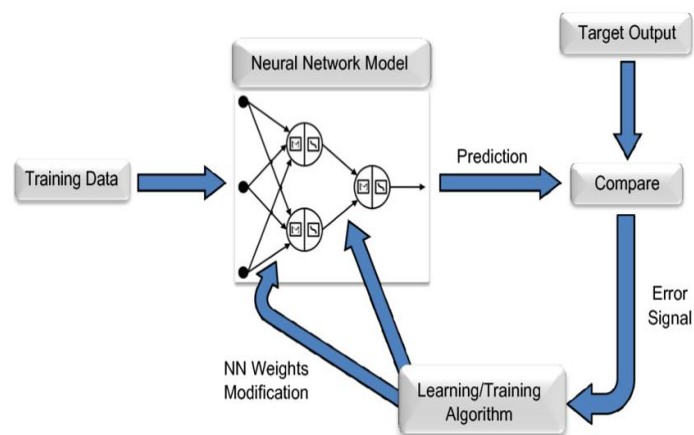 Target Output
Neural Network Model
Training Data
Prediction
Compare
Error
Signal
NN Weights
Modification
Learning/Training
Algorithm